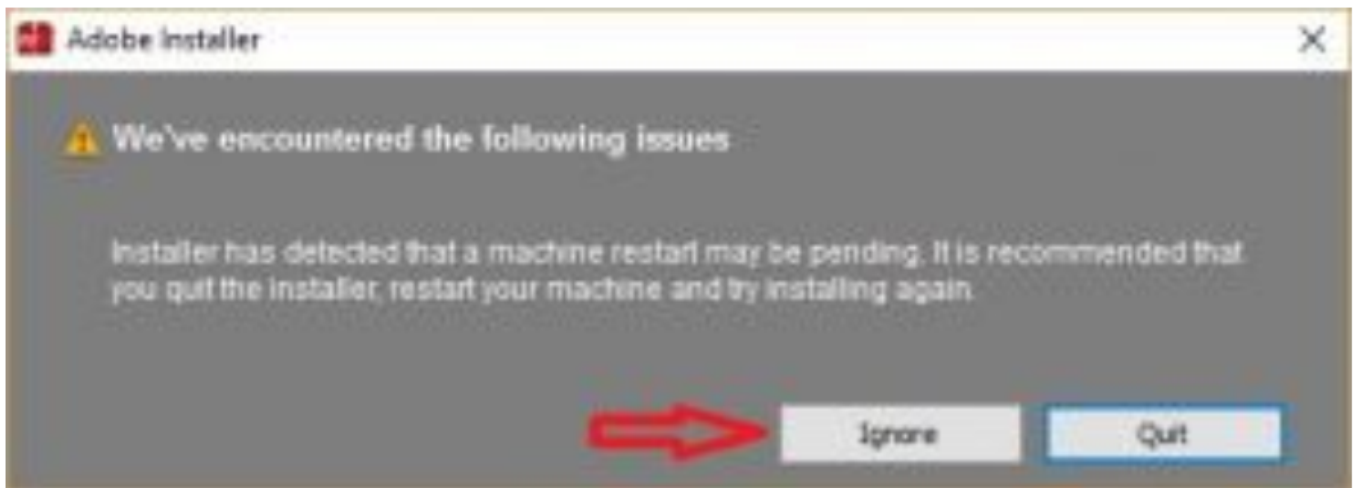 Adobe Installer
We've encountered the following issues
Installer has detected that a machine restart may be pending. It is recommended that
you quit the installer, restart your machine and try installing again.
Ignore
Quit